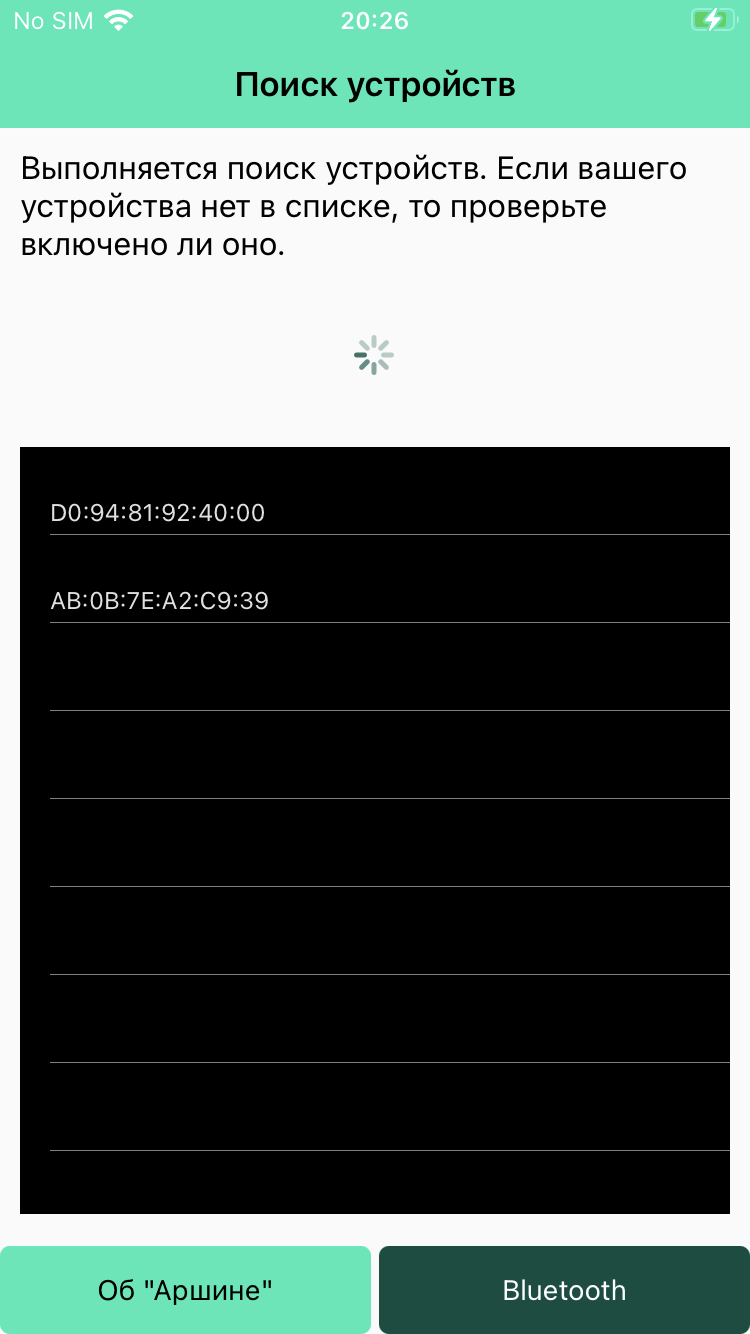 No SIM 20:26
Поиск устройств
Выполняется поиск устройств. Если вашего
устройства нет в списке, то проверьте
включено ли оно.
D0:94:81:92:40:00
AB:0B:7E:A2:C9:39
Об "Аршине" Bluetooth